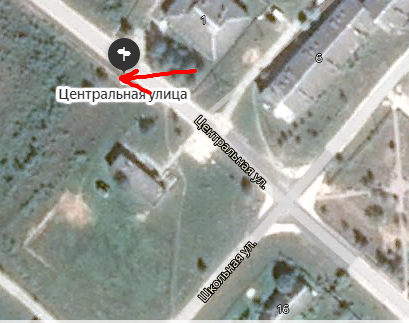 1
6
Центральная улица
Центральная ул.
Школьная ул.
16